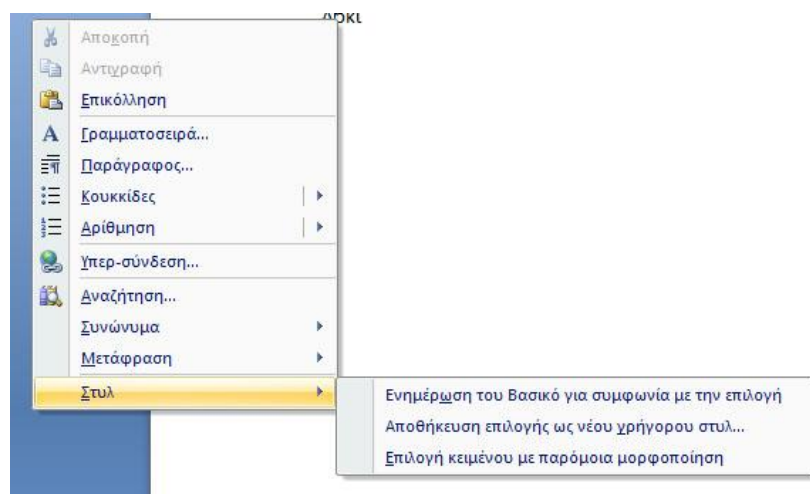 Αρκι
Αποκοπή
Αντιγραφή
Επικόλληση
Γραμματοσειρά...
Παράγραφος...
Κουκκίδες
Αρίθμηση
Υπερ-σύνδεση...
Αναζήτηση...
Συνώνυμα
Μετάφραση
Στυλ
Ενημέρωση του Βασικό για συμφωνία με την επιλογή
Αποθήκευση επιλογής ως νέου γρήγορου στυλ...
Επιλογή κειμένου με παρόμοια μορφοποίηση